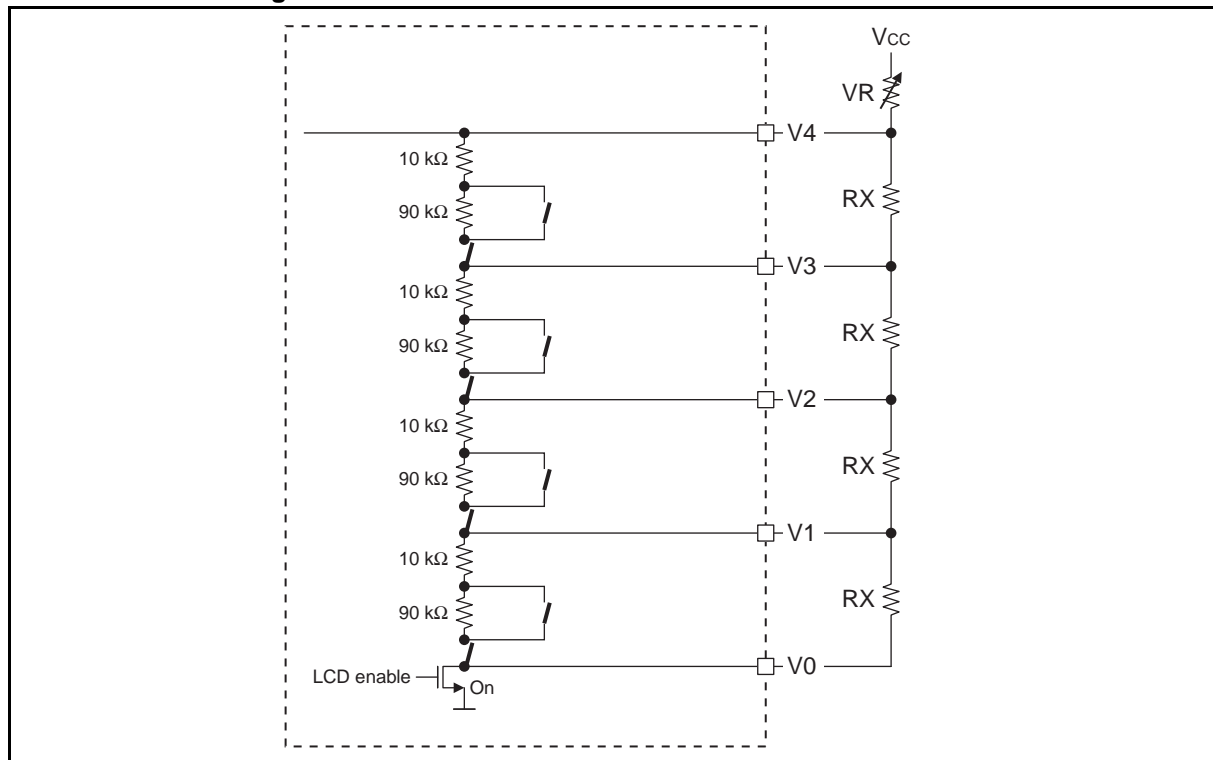 VCC
VR
V4
10 kΩ
90 kΩ
RX
V3
10 kΩ
90 kΩ
RX
V2
10 kΩ
90 kΩ
RX
V1
10 kΩ
90 kΩ
RX
V0
LCD enable
On